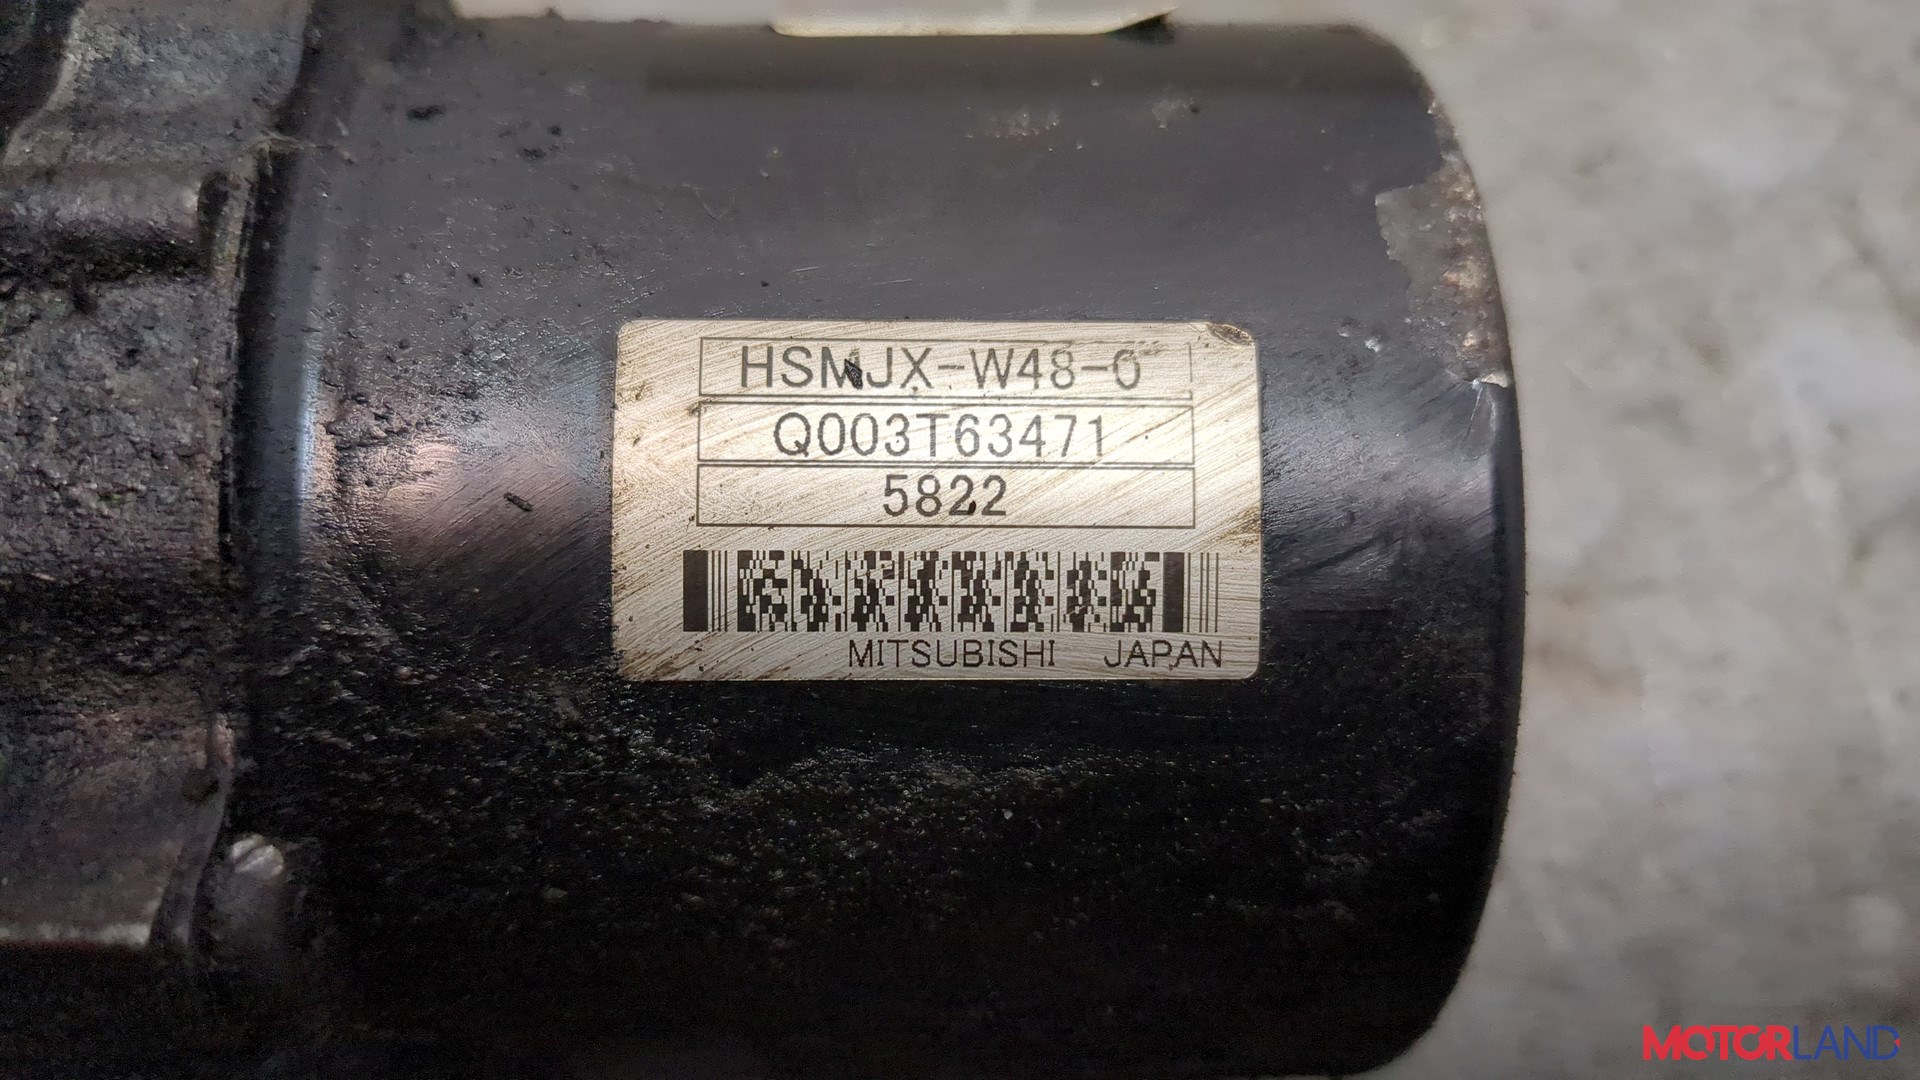 HSMJX-W48-0
Q003T63471
5822
MITSUBISHI JAPAN
MOTORLAND